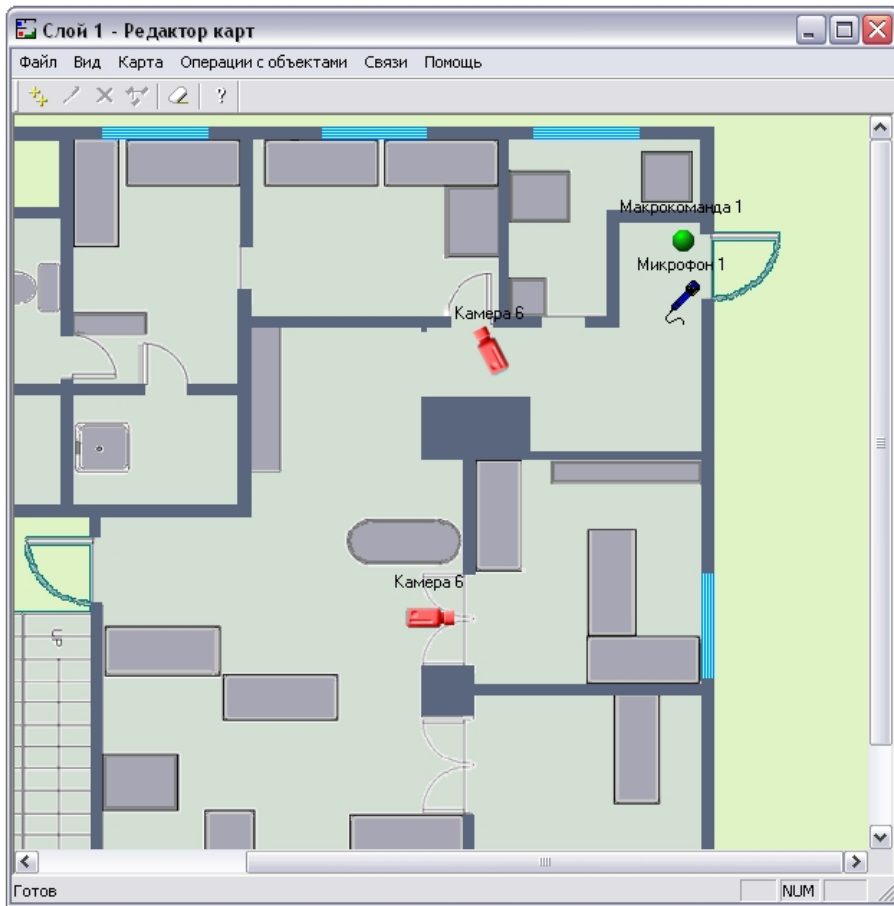 Слой 1 - Редактор карт
Файл Вид Карта Операции с объектами Связи Помощь
?
Макрокоманда 1
Микрофон 1
Камера 6
Камера 6
UP
Готов
NUM